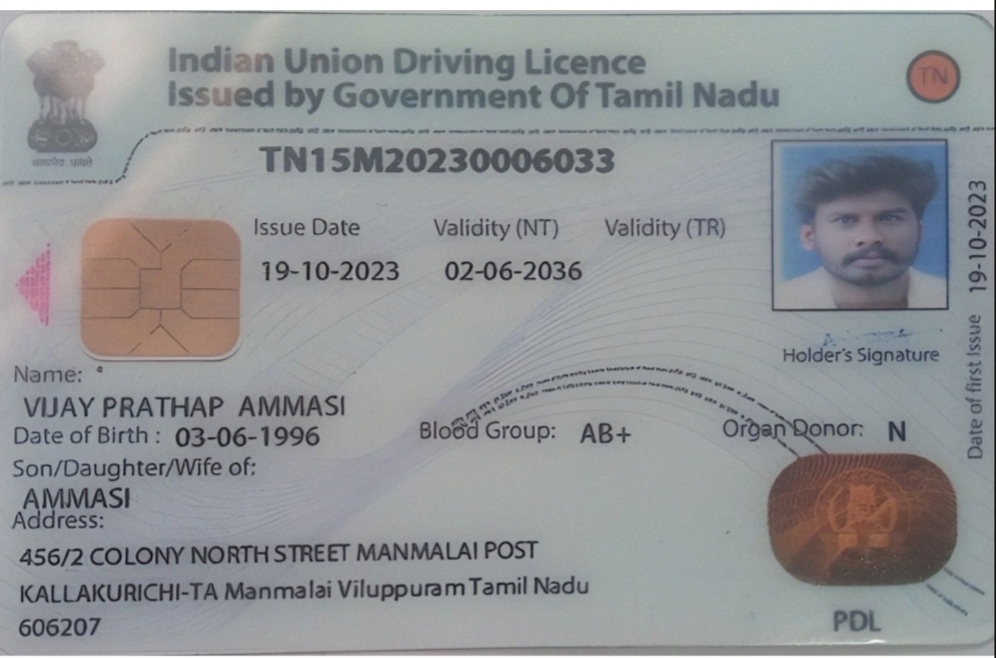 Indian Union Driving Licence
Issued by Government Of Tamil Nadu
TN
TN15M20230006033
Issue Date Validity (NT) Validity (TR)
19-10-2023 02-06-2036
Holder's Signature
Date of first Issue 19-10-2023
Name:
VIJAY PRATHAP AMMASI
Date of Birth : 03-06-1996 Blood Group: AB+ Organ Donor: N
Son/Daughter/Wife of:
AMMASI
Address:
456/2 COLONY NORTH STREET MANMALAI POST
KALLAKURICHI-TA Manmalai Viluppuram Tamil Nadu
606207
PDL